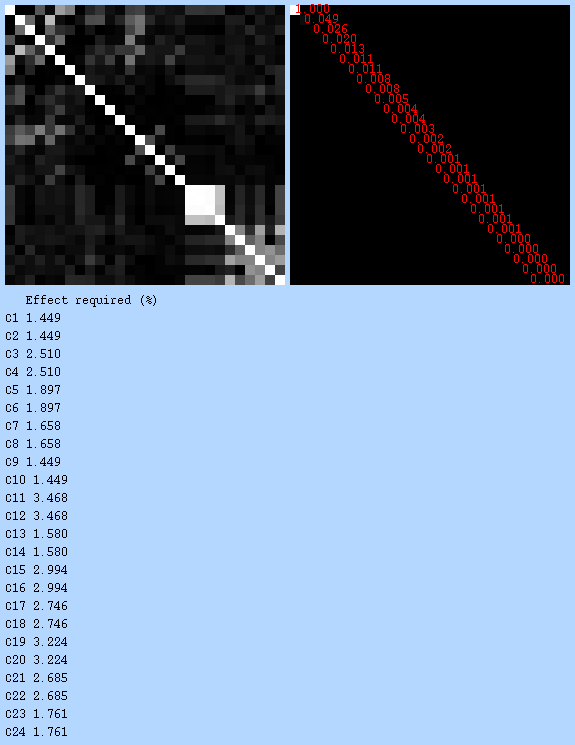 1.000
0.049
0.026
0.020
0.013
0.011
0.011
0.008
0.008
0.005
0.004
0.004
0.003
0.002
0.002
0.001
0.001
0.001
0.001
0.001
0.001
0.001
0.001
0.000
0.000
0.000
0.000
0.000
Effect required (%)
c1 1.449
c2 1.449
c3 2.510
c4 2.510
c5 1.897
c6 1.897
c7 1.658
c8 1.658
c9 1.449
c10 1.449
c11 3.468
c12 3.468
c13 1.580
c14 1.580
c15 2.994
c16 2.994
c17 2.746
c18 2.746
c19 3.224
c20 3.224
c21 2.685
c22 2.685
c23 1.761
c24 1.761